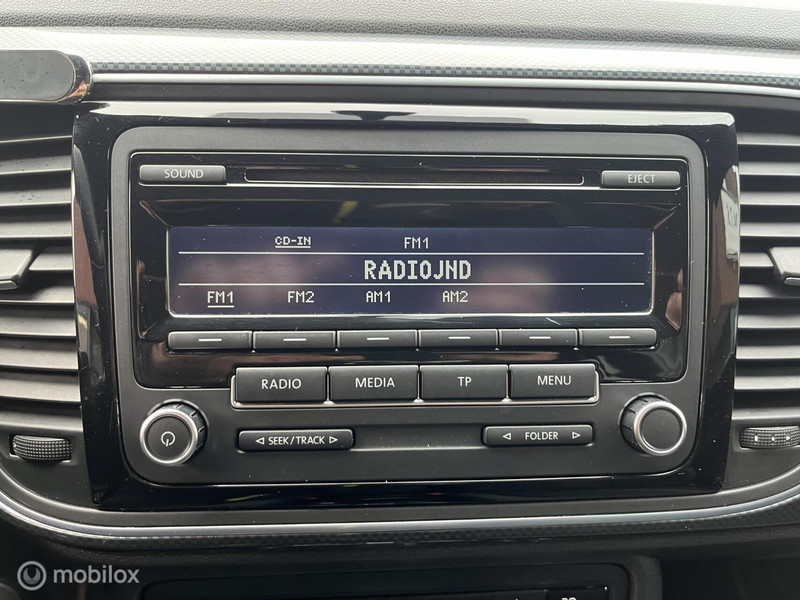 SOUND EJECT
CD-IN FM1
RADIOJND
FM1 FM2 AM1 AM2
RADIO MEDIA TP MENU
SEEK/TRACK FOLDER
mobilox